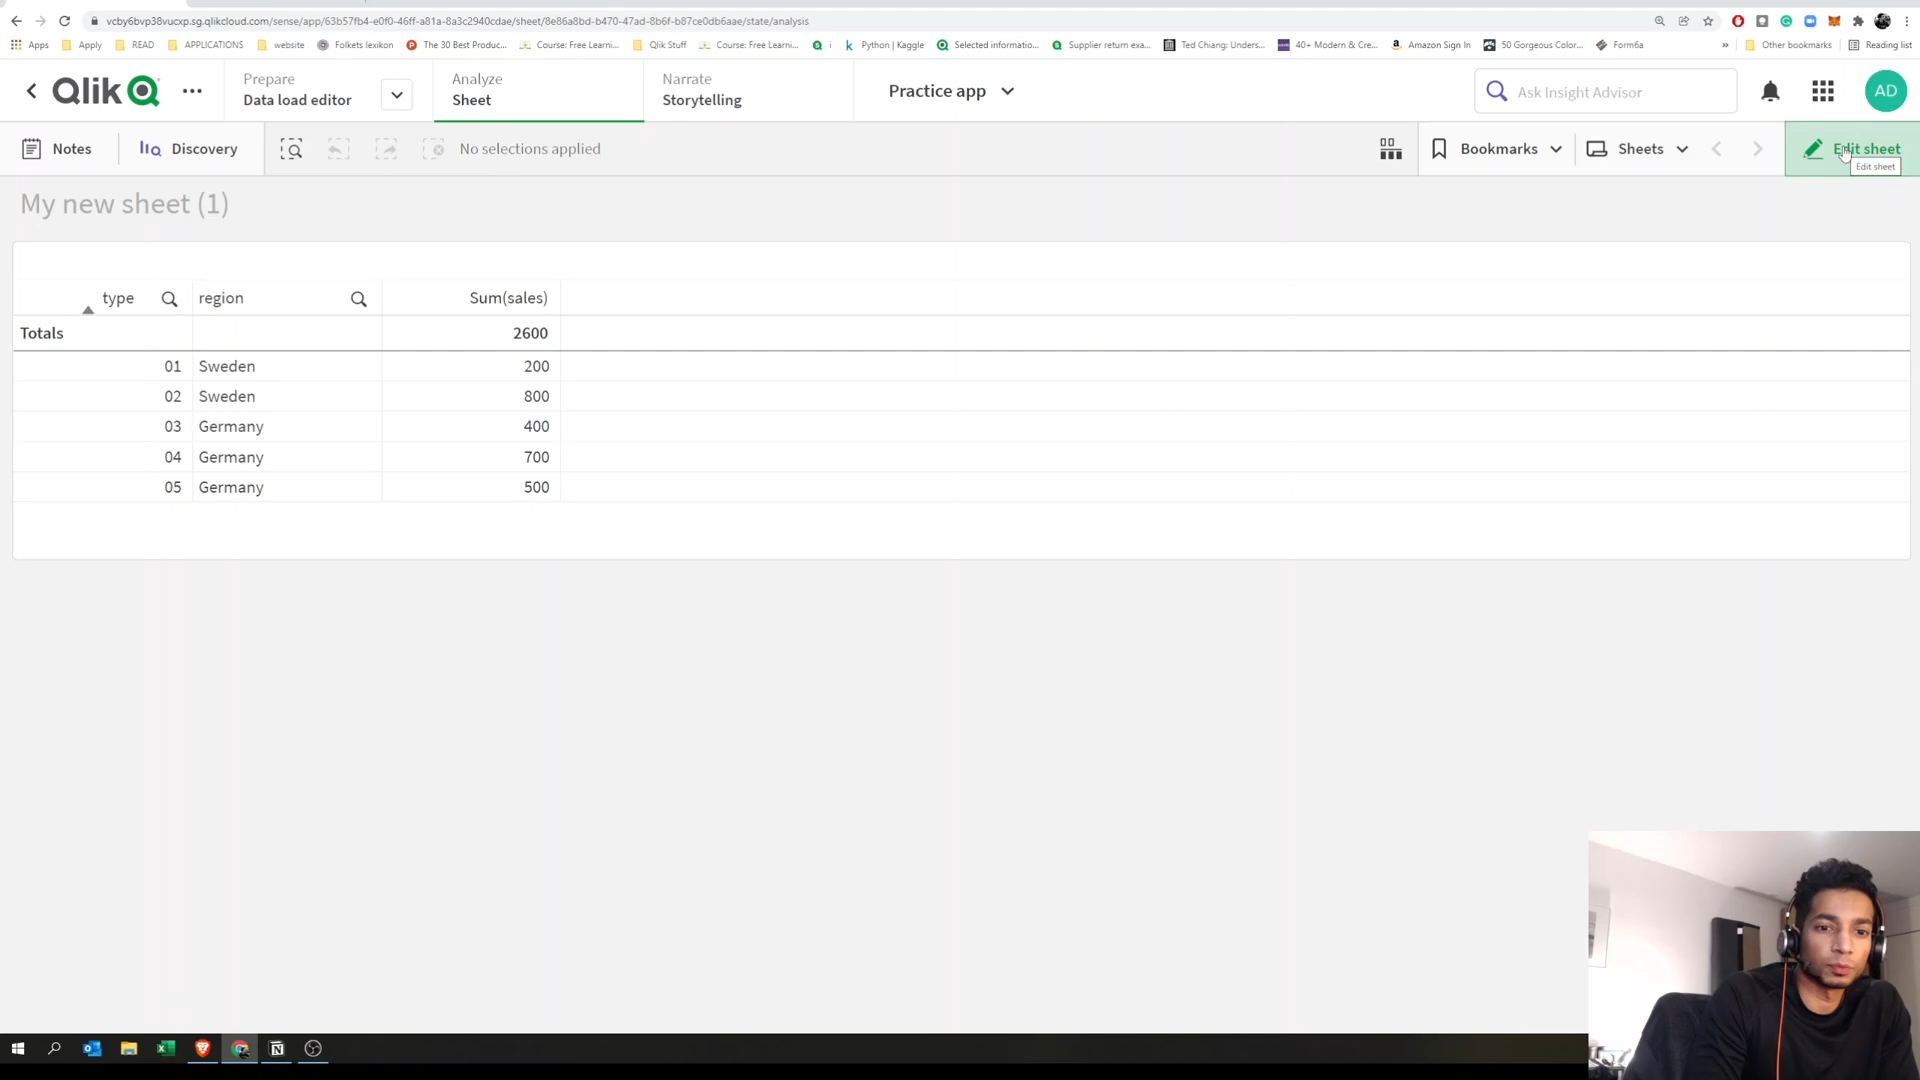 vcby6bvp38vucxp.sg.qlikcloud.com/sense/app/63b57fb4-e0f0-46ff-a81a-8a3c2940cdae/sheet/8e86a8bd-b470-47ad-8b6f-b87ce0db6aae/state/analysis
Apps Apply READ APPLICATIONS website Folkets lexikon The 30 Best Produc... Course: Free Learni... Qlik Stuff Course: Free Learni... i Python | Kaggle Selected informatio... Supplier return exa... Ted Chiang: Unders... 40+ Modern & Cre... Amazon Sign In 50 Gorgeous Color... Form6a » Other bookmarks Reading list
Prepare Analyze Narrate
Qlik ... Data load editor Sheet Storytelling Practice app Ask Insight Advisor AD
Notes Discovery No selections applied Bookmarks Sheets Edit sheet
Edit sheet
My new sheet (1)
type region Sum(sales)
Totals 2600
01 Sweden 200
02 Sweden 800
03 Germany 400
04 Germany 700
05 Germany 500